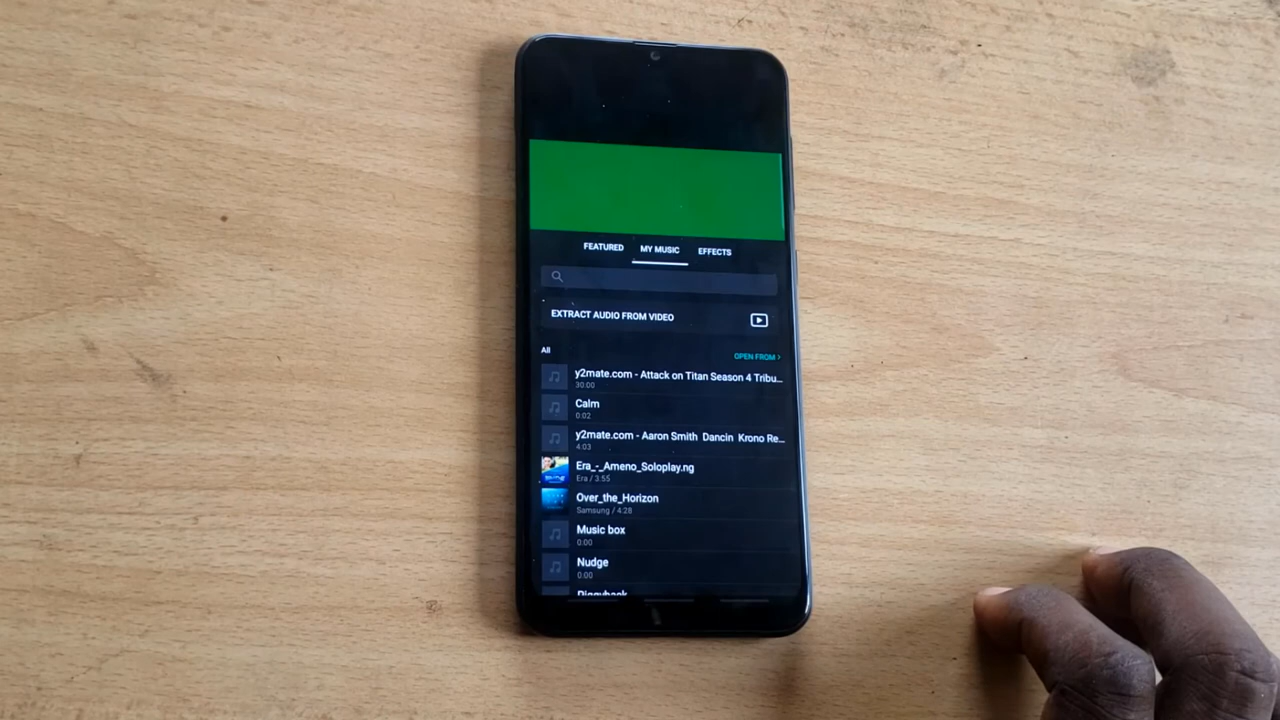 FEATURED MY MUSIC EFFECTS
EXTRACT AUDIO FROM VIDEO
All OPEN FROM >
y2mate.com - Attack on Titan Season 4 Tribu...
30:00
Calm
0:02
y2mate.com - Aaron Smith Dancin Krono Re...
4:03
Era_-_Ameno_Soloplay.ng
Era / 3:55
Over_the_Horizon
Samsung / 4:28
Music box
0:00
Nudge
0:00
Piggyback